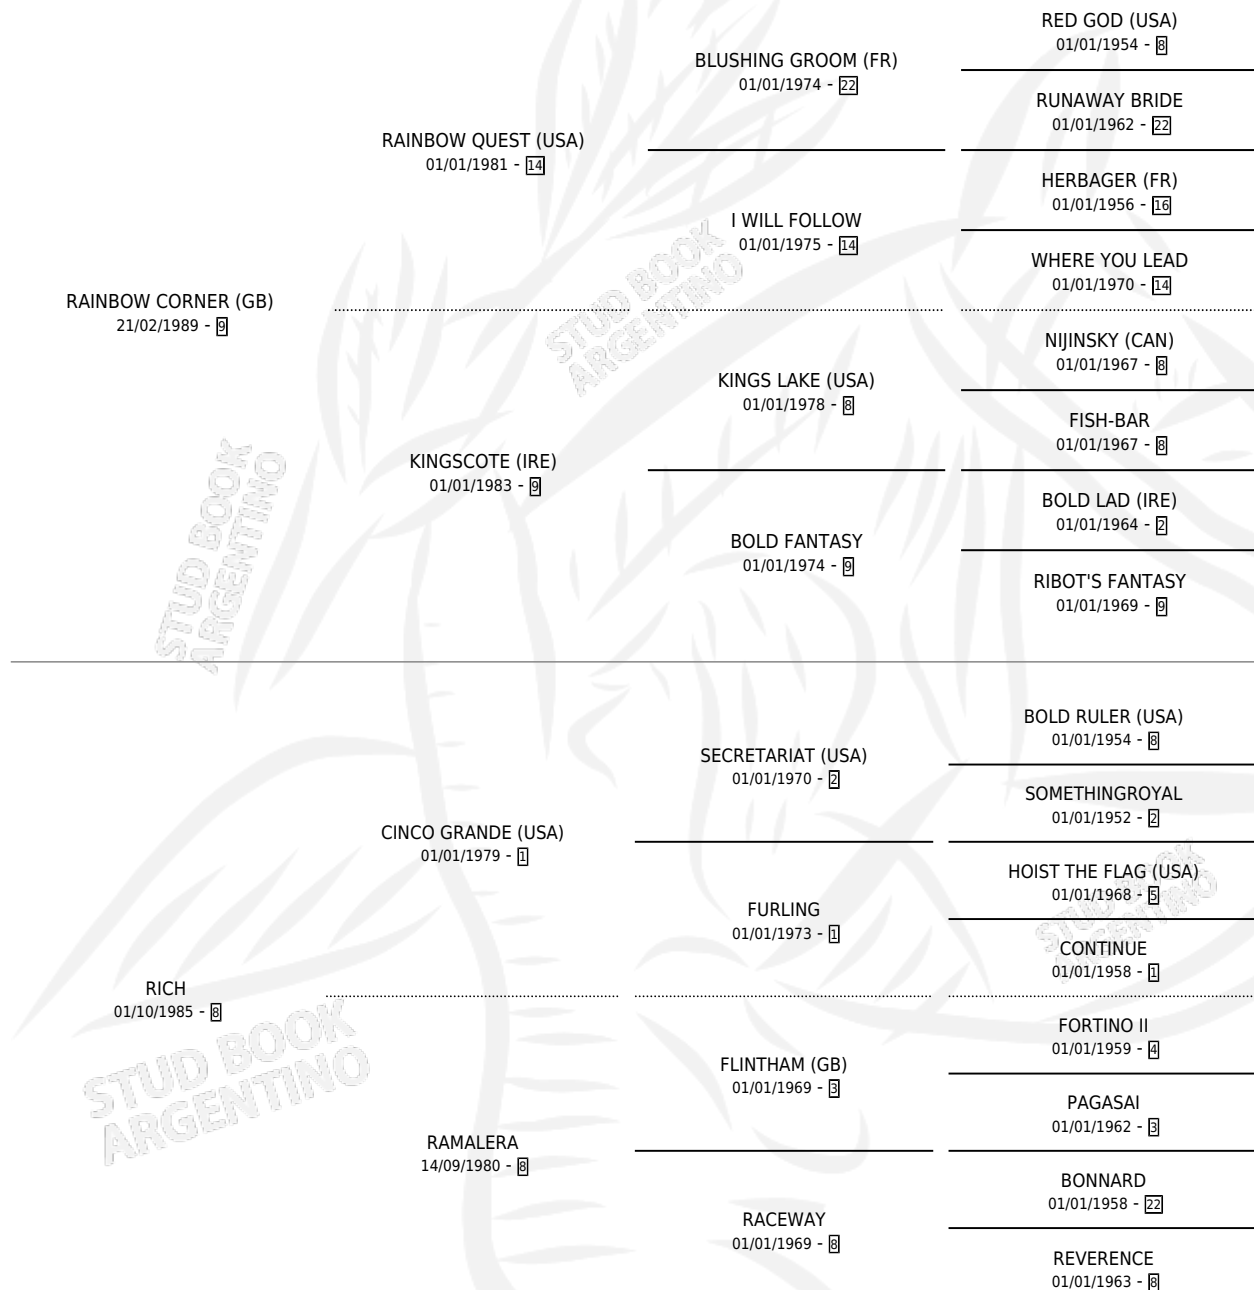 RED GOD (USA)
01/01/1954 - 8
BLUSHING GROOM (FR)
01/01/1974 - 22
RUNAWAY BRIDE
01/01/1962 - 22
RAINBOW QUEST (USA)
01/01/1981 - 14
HERBAGER (FR)
01/01/1956 - 16
I WILL FOLLOW
01/01/1975 - 14
WHERE YOU LEAD
01/01/1970 - 14
RAINBOW CORNER (GB)
21/02/1989 - 9
STUD BOOK
ARGENTINO
NIJINSKY (CAN)
01/01/1967 - 8
KINGS LAKE (USA)
01/01/1978 - 8
FISH-BAR
01/01/1967 - 8
KINGSCOTE (IRE)
01/01/1983 - 9
BOLD LAD (IRE)
01/01/1964 - 2
BOLD FANTASY
01/01/1974 - 9
RIBOT'S FANTASY
01/01/1969 - 9
STUD BOOK
ARGENTINO
BOLD RULER (USA)
01/01/1954 - 8
SECRETARIAT (USA)
01/01/1970 - 2
SOMETHINGROYAL
01/01/1952 - 2
CINCO GRANDE (USA)
01/01/1979 - 1
HOIST THE FLAG (USA)
01/01/1968 - 5
FURLING
01/01/1973 - 1
CONTINUE
01/01/1958 - 1
STUD BOOK
ARGENTINO
RICH
01/10/1985 - 8
FORTINO II
01/01/1959 - 4
FLINTHAM (GB)
01/01/1969 - 3
PAGASAI
01/01/1962 - 3
STUD BOOK
ARGENTINO
RAMALERA
14/09/1980 - 8
BONNARD
01/01/1958 - 22
RACEWAY
01/01/1969 - 8
REVERENCE
01/01/1963 - 8